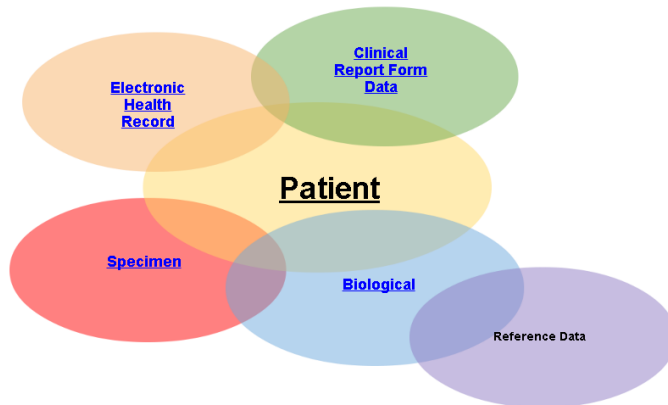 Clinical
Report Form
Data
Electronic
Health
Record
Patient
Specimen
Biological
Reference Data